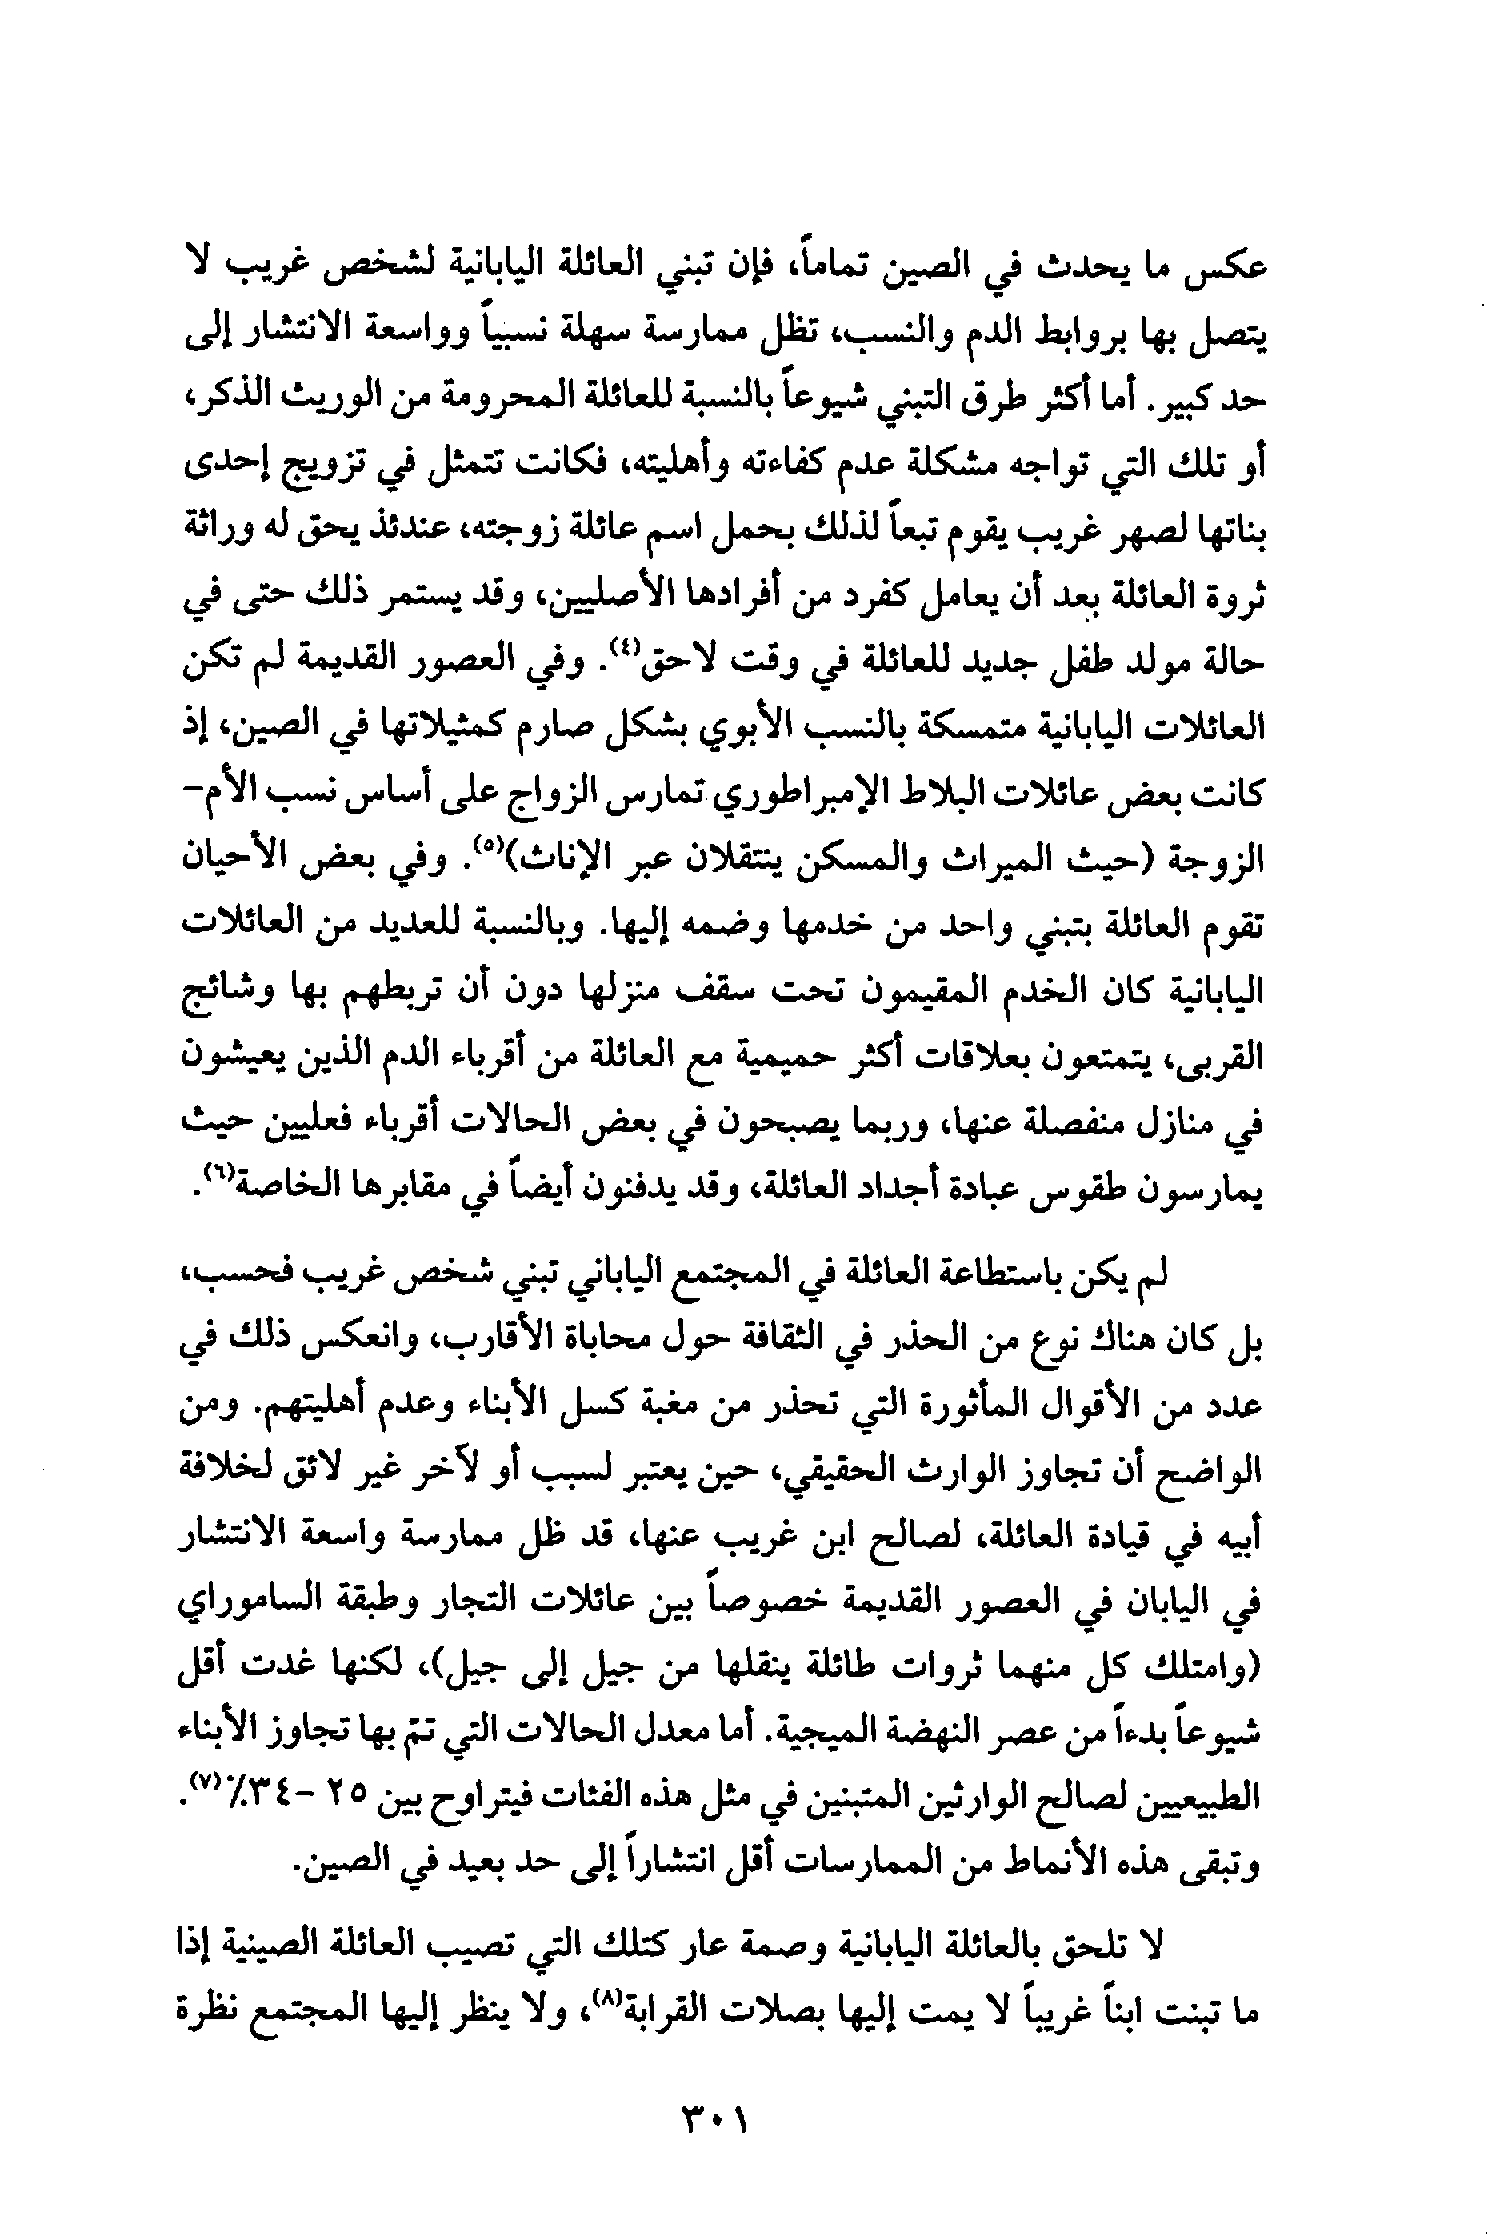 عكس ما يحدث في الصين تماماً، فإن تبني العائلة اليابانية لشخص غريب لا
يتصل بها بروابط الدم والنسب، تظل ممارسة سهلة نسبياً وواسعة الانتشار إلى
حد كبير. أما أكثر طرق التبني شيوعاً بالنسبة للعائلة المحرومة من الوريث الذكر،
أو تلك التي تواجه مشكلة عدم كفاءته وأهليته، فكانت تتمثل في تزويج إحدى
بناتها لصهر غريب يقوم تبعاً لذلك بحمل اسم عائلة زوجته، عندئذ يحق له وراثة
ثروة العائلة بعد أن يعامل كفرد من أفرادها الأصليين، وقد يستمر ذلك حتى في
حالة مولد طفل جديد للعائلة في وقت لاحق(٤). وفي العصور القديمة لم تكن
العائلات اليابانية متمسكة بالنسب الأبوي بشكل صارم كمثيلاتها في الصين، إذ
كانت بعض عائلات البلاط الإمبراطوري تمارس الزواج على أساس نسب الأم-
الزوجة (حيث الميراث والمسكن ينتقلان عبر الإناث)(٥). وفي بعض الأحيان
تقوم العائلة بتبني واحد من خدمها وضمه إليها. وبالنسبة للعديد من العائلات
اليابانية كان الخدم المقيمون تحت سقف منزلها دون أن تربطهم بها وشائج
القربى، يتمتعون بعلاقات أكثر حميمية مع العائلة من أقرباء الدم الذين يعيشون
في منازل منفصلة عنها، وربما يصبحون في بعض الحالات أقرباء فعليين حيث
يمارسون طقوس عبادة أجداد العائلة، وقد يدفنون أيضاً في مقابرها الخاصة(٦).
لم يكن باستطاعة العائلة في المجتمع الياباني تبني شخص غريب فحسب،
بل كان هناك نوع من الحذر في الثقافة حول محاباة الأقارب، وانعكس ذلك في
عدد من الأقوال المأثورة التي تحذر من مغبة كسل الأبناء وعدم أهليتهم. ومن
الواضح أن تجاوز الوارث الحقيقي، حين يعتبر لسبب أو لآخر غير لائق لخلافة
أبيه في قيادة العائلة، لصالح ابن غريب عنها، قد ظل ممارسة واسعة الانتشار
في اليابان في العصور القديمة خصوصاً بين عائلات التجار وطبقة الساموراي
(وامتلك كل منهما ثروات طائلة ينقلها من جيل إلى جيل)، لكنها غدت أقل
شيوعاً بدءاً من عصر النهضة الميجية. أما معدل الحالات التي تمّ بها تجاوز الأبناء
الطبيعيين لصالح الوارثين المتبنين في مثل هذه الفئات فيتراوح بين ٢٥ -٣٤٪(٧).
وتبقى هذه الأنماط من الممارسات أقل انتشاراً إلى حد بعيد في الصين.
لا تلحق بالعائلة اليابانية وصمة عار كتلك التي تصيب العائلة الصينية إذا
ما تبنت ابناً غريباً لا يمت إليها بصلات القرابة(٨)، ولا ينظر إليها المجتمع نظرة
٣٠١